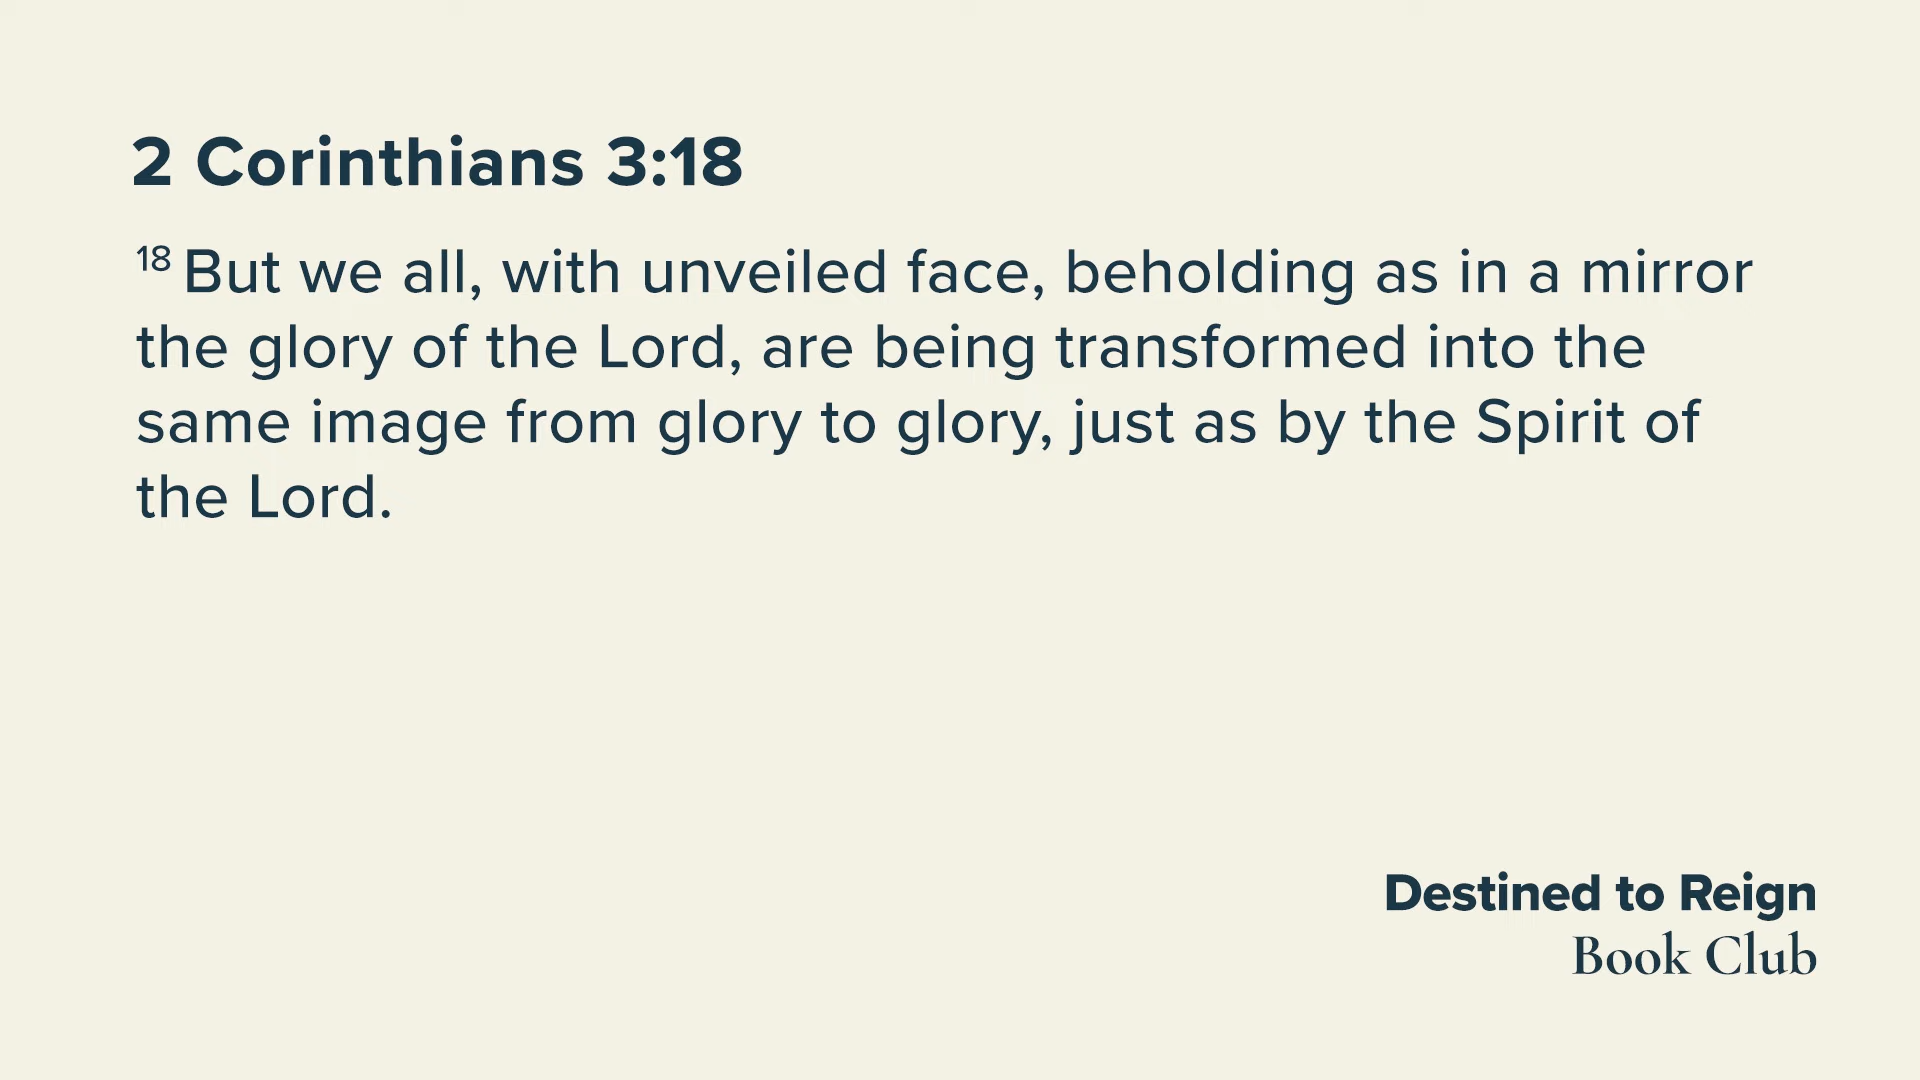 2 Corinthians 3:18
18 But we all, with unveiled face, beholding as in a mirror
the glory of the Lord, are being transformed into the
same image from glory to glory, just as by the Spirit of
the Lord.
Destined to Reign
Book Club